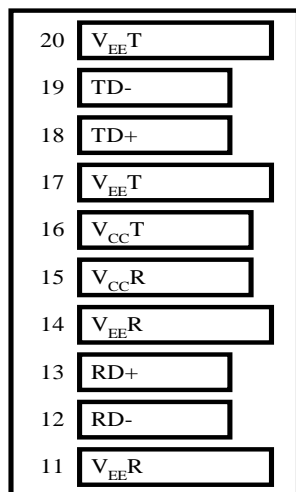 20 VEET
19 TD-
18 TD+
17 VEET
16 VCCT
15 VCCR
14 VEER
13 RD+
12 RD-
11 VEER